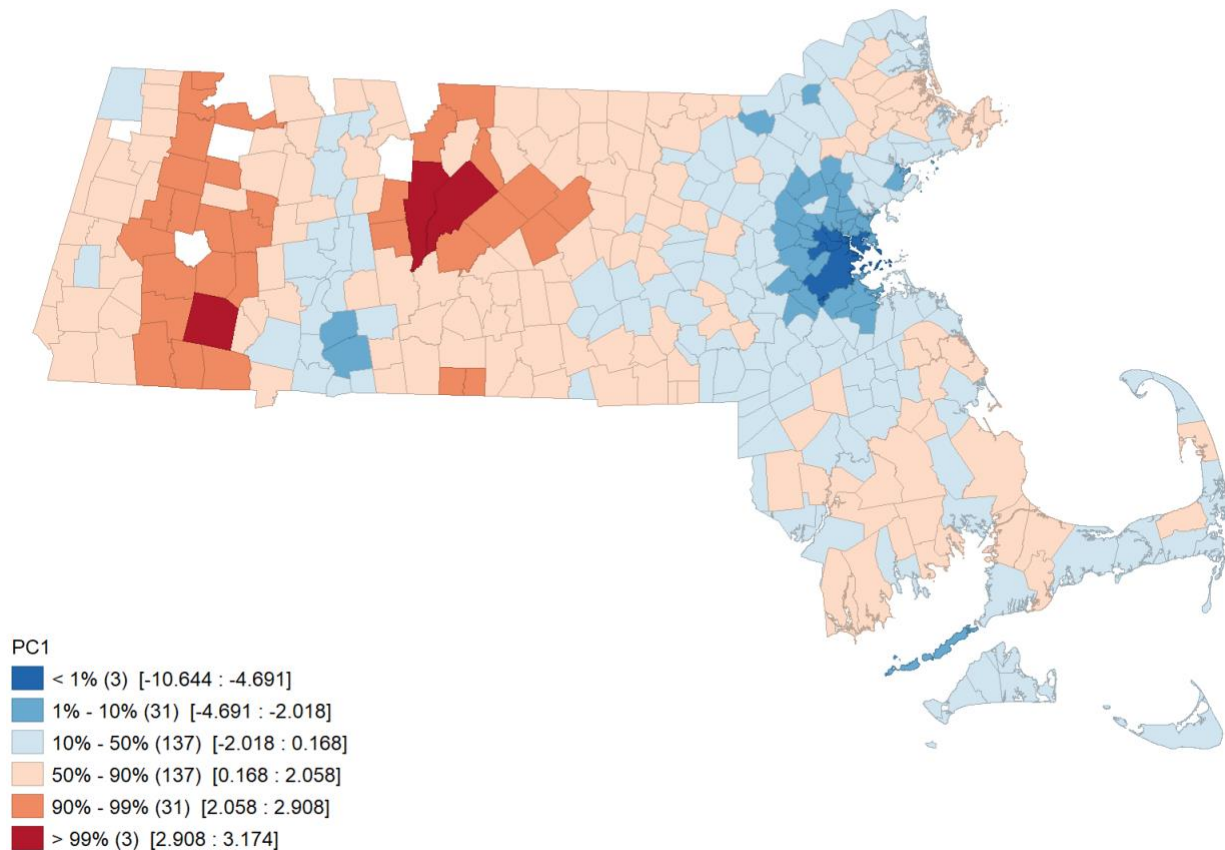 PC1
< 1% (3) [-10.644 : -4.691]
1% - 10% (31) [-4.691 : -2.018]
10% - 50% (137) [-2.018 : 0.168]
50% - 90% (137) [0.168 : 2.058]
90% - 99% (31) [2.058 : 2.908]
> 99% (3) [2.908 : 3.174]